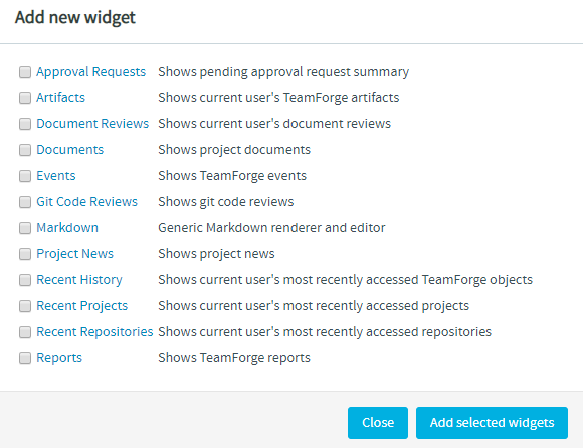 Add new widget
Approval Requests Shows pending approval request summary
Artifacts Shows current user's TeamForge artifacts
Document Reviews Shows current user's document reviews
Documents Shows project documents
Events Shows TeamForge events
Git Code Reviews Shows git code reviews
Markdown Generic Markdown renderer and editor
Project News Shows project news
Recent History Shows current user's most recently accessed TeamForge objects
Recent Projects Shows current user's most recently accessed projects
Recent Repositories Shows current user's most recently accessed repositories
Reports Shows TeamForge reports
Close Add selected widgets